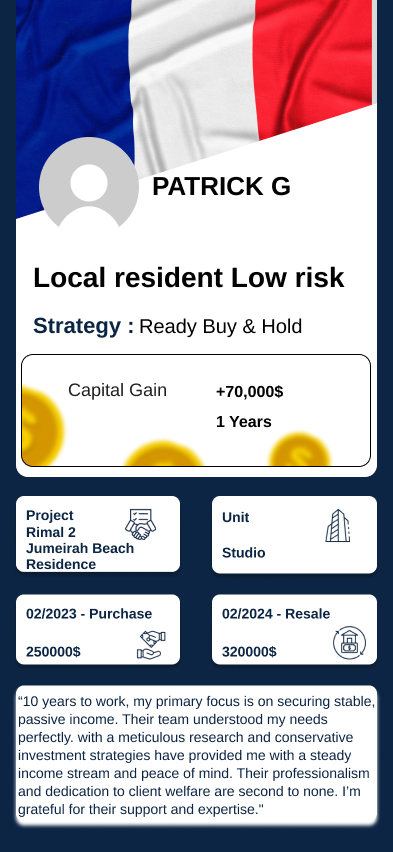 PATRICK G
Local resident Low risk
Strategy : Ready Buy & Hold
Capital Gain +70,000$
1 Years
Project
Rimal 2
Jumeirah Beach
Residence
Unit
Studio
02/2023 - Purchase
250000$
02/2024 - Resale
320000$
“10 years to work, my primary focus is on securing stable,
passive income. Their team understood my needs
perfectly. with a meticulous research and conservative
investment strategies have provided me with a steady
income stream and peace of mind. Their professionalism
and dedication to client welfare are second to none. I’m
grateful for their support and expertise."